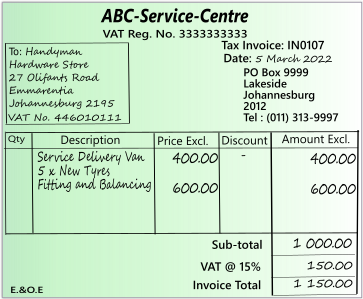 ABC-Service-Centre
VAT Reg. No. 3333333333
To: Handyman
Hardware Store
27 Olifants Road
Emmarentia
Johannesburg 2195
VAT No. 446010111
Tax Invoice: IN0107
Date: 5 March 2022
PO Box 9999
Lakeside
Johannesburg
2012
Tel : (011) 313-9997
Qty Description Price Excl. Discount Amount Excl.
Service Delivery Van 400.00 - 400.00
5 x New Tyres
Fitting and Balancing 600.00 600.00
Sub-total 1 000.00
VAT @ 15% 150.00
Invoice Total 1 150.00
E.&O.E